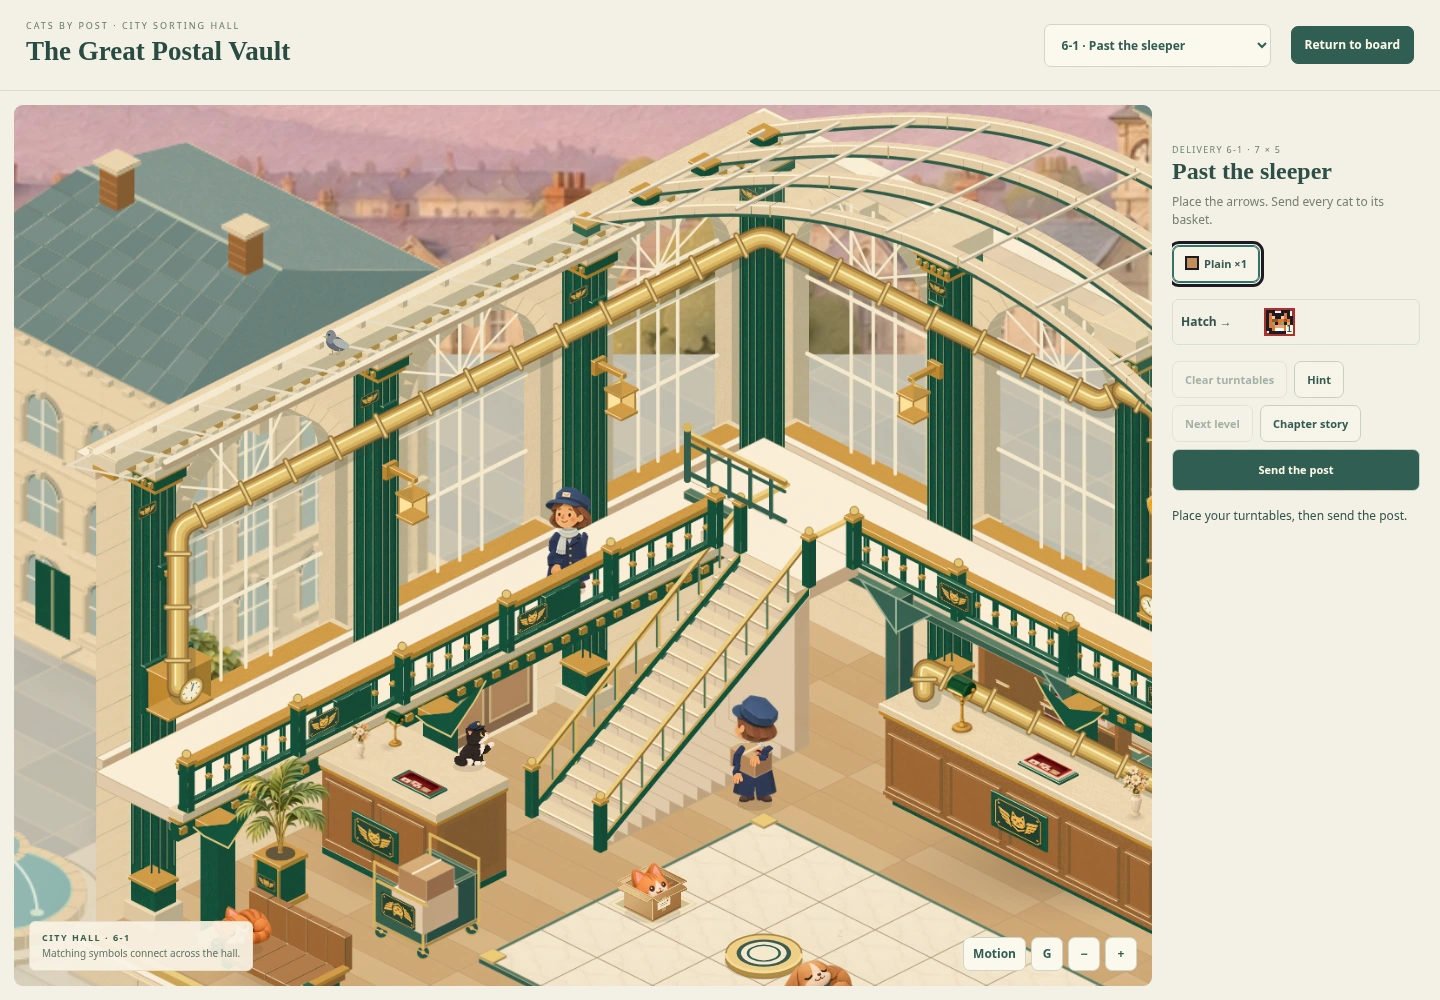 CATS BY POST · CITY SORTING HALL
The Great Postal Vault
6-1 · Past the sleeper
Return to board
DELIVERY 6-1 · 7 × 5
Past the sleeper
Place the arrows. Send every cat to its
basket.
Plain ×1
Hatch →
1
Clear turntables
Hint
Next level
Chapter story
Send the post
Place your turntables, then send the post.
CITY HALL · 6-1
Matching symbols connect across the hall.
Motion
G
−
+